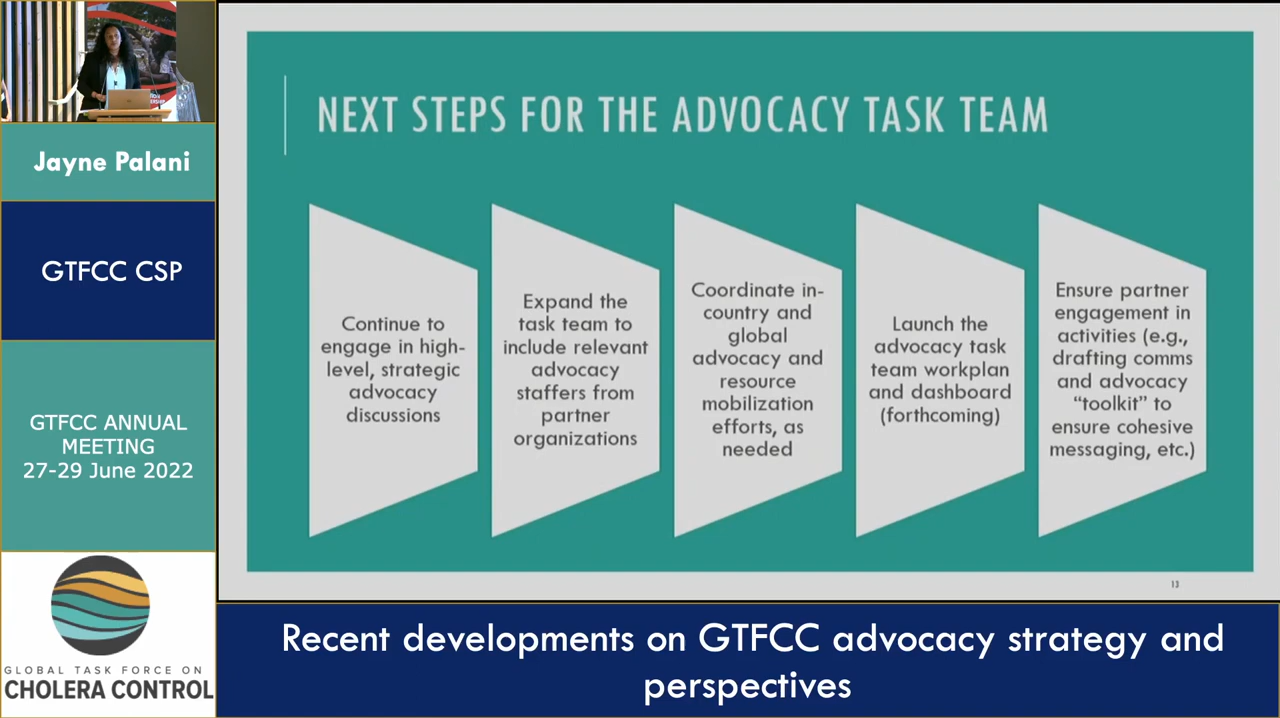 Jayne Palani
GTFCC CSP
GTFCC ANNUAL
MEETING
27-29 June 2022
GLOBAL TASK FORCE ON
CHOLERA CONTROL
NEXT STEPS FOR THE ADVOCACY TASK TEAM
Continue to
engage in high-
level, strategic
advocacy
discussions
Expand the
task team to
include relevant
advocacy
staffers from
partner
organizations
Coordinate in-
country and
global
advocacy and
resource
mobilization
efforts, as
needed
Launch the
advocacy task
team workplan
and dashboard
(forthcoming)
Ensure partner
engagement in
activities (e.g.,
drafting comms
and advocacy
“toolkit” to
ensure cohesive
messaging, etc.)
13
Recent developments on GTFCC advocacy strategy and
perspectives